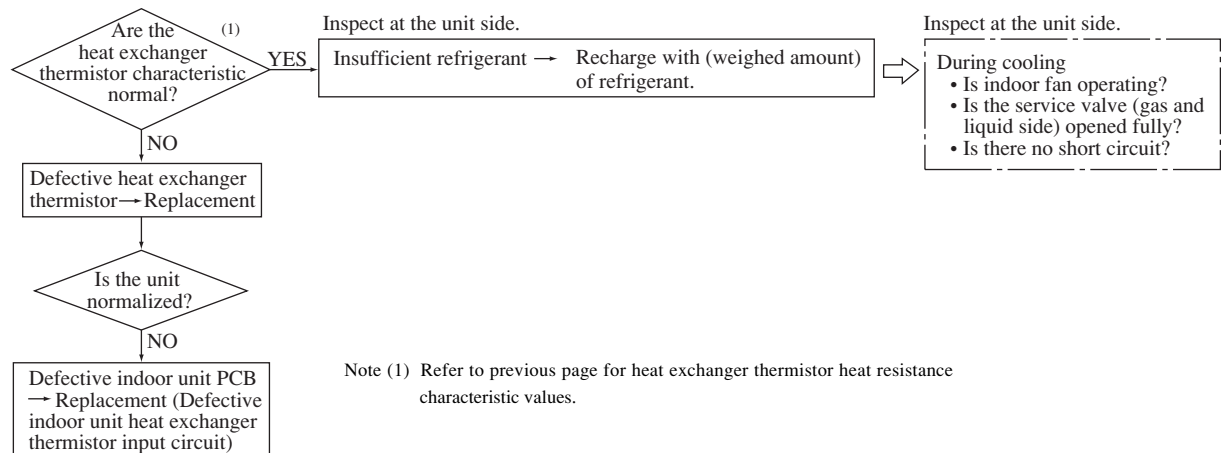 Are the
heat exchanger
thermistor characteristic
normal?
(1)
YES
Inspect at the unit side.
Insufficient refrigerant → Recharge with (weighed amount)
of refrigerant.
Inspect at the unit side.
During cooling
• Is indoor fan operating?
• Is the service valve (gas and
liquid side) opened fully?
• Is there no short circuit?
NO
Defective heat exchanger
thermistor → Replacement
Is the unit
normalized?
NO
Defective indoor unit PCB
→ Replacement (Defective
indoor unit heat exchanger
thermistor input circuit)
Note (1) Refer to previous page for heat exchanger thermistor heat resistance
characteristic values.